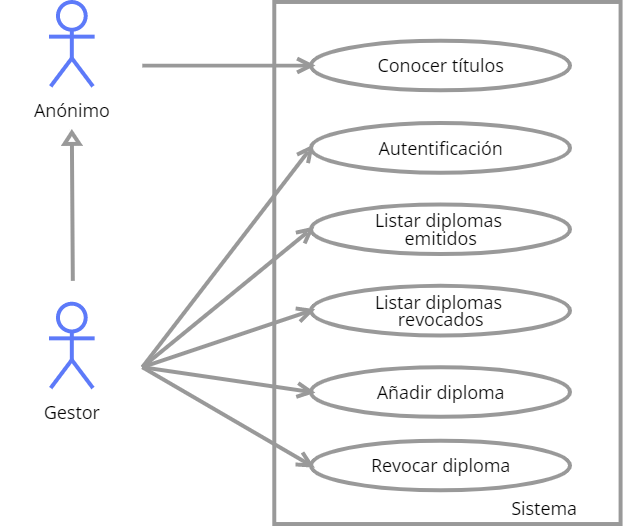 Conocer títulos
Anónimo
Autentificación
Listar diplomas
emitidos
Listar diplomas
revocados
Añadir diploma
Gestor
Revocar diploma
Sistema